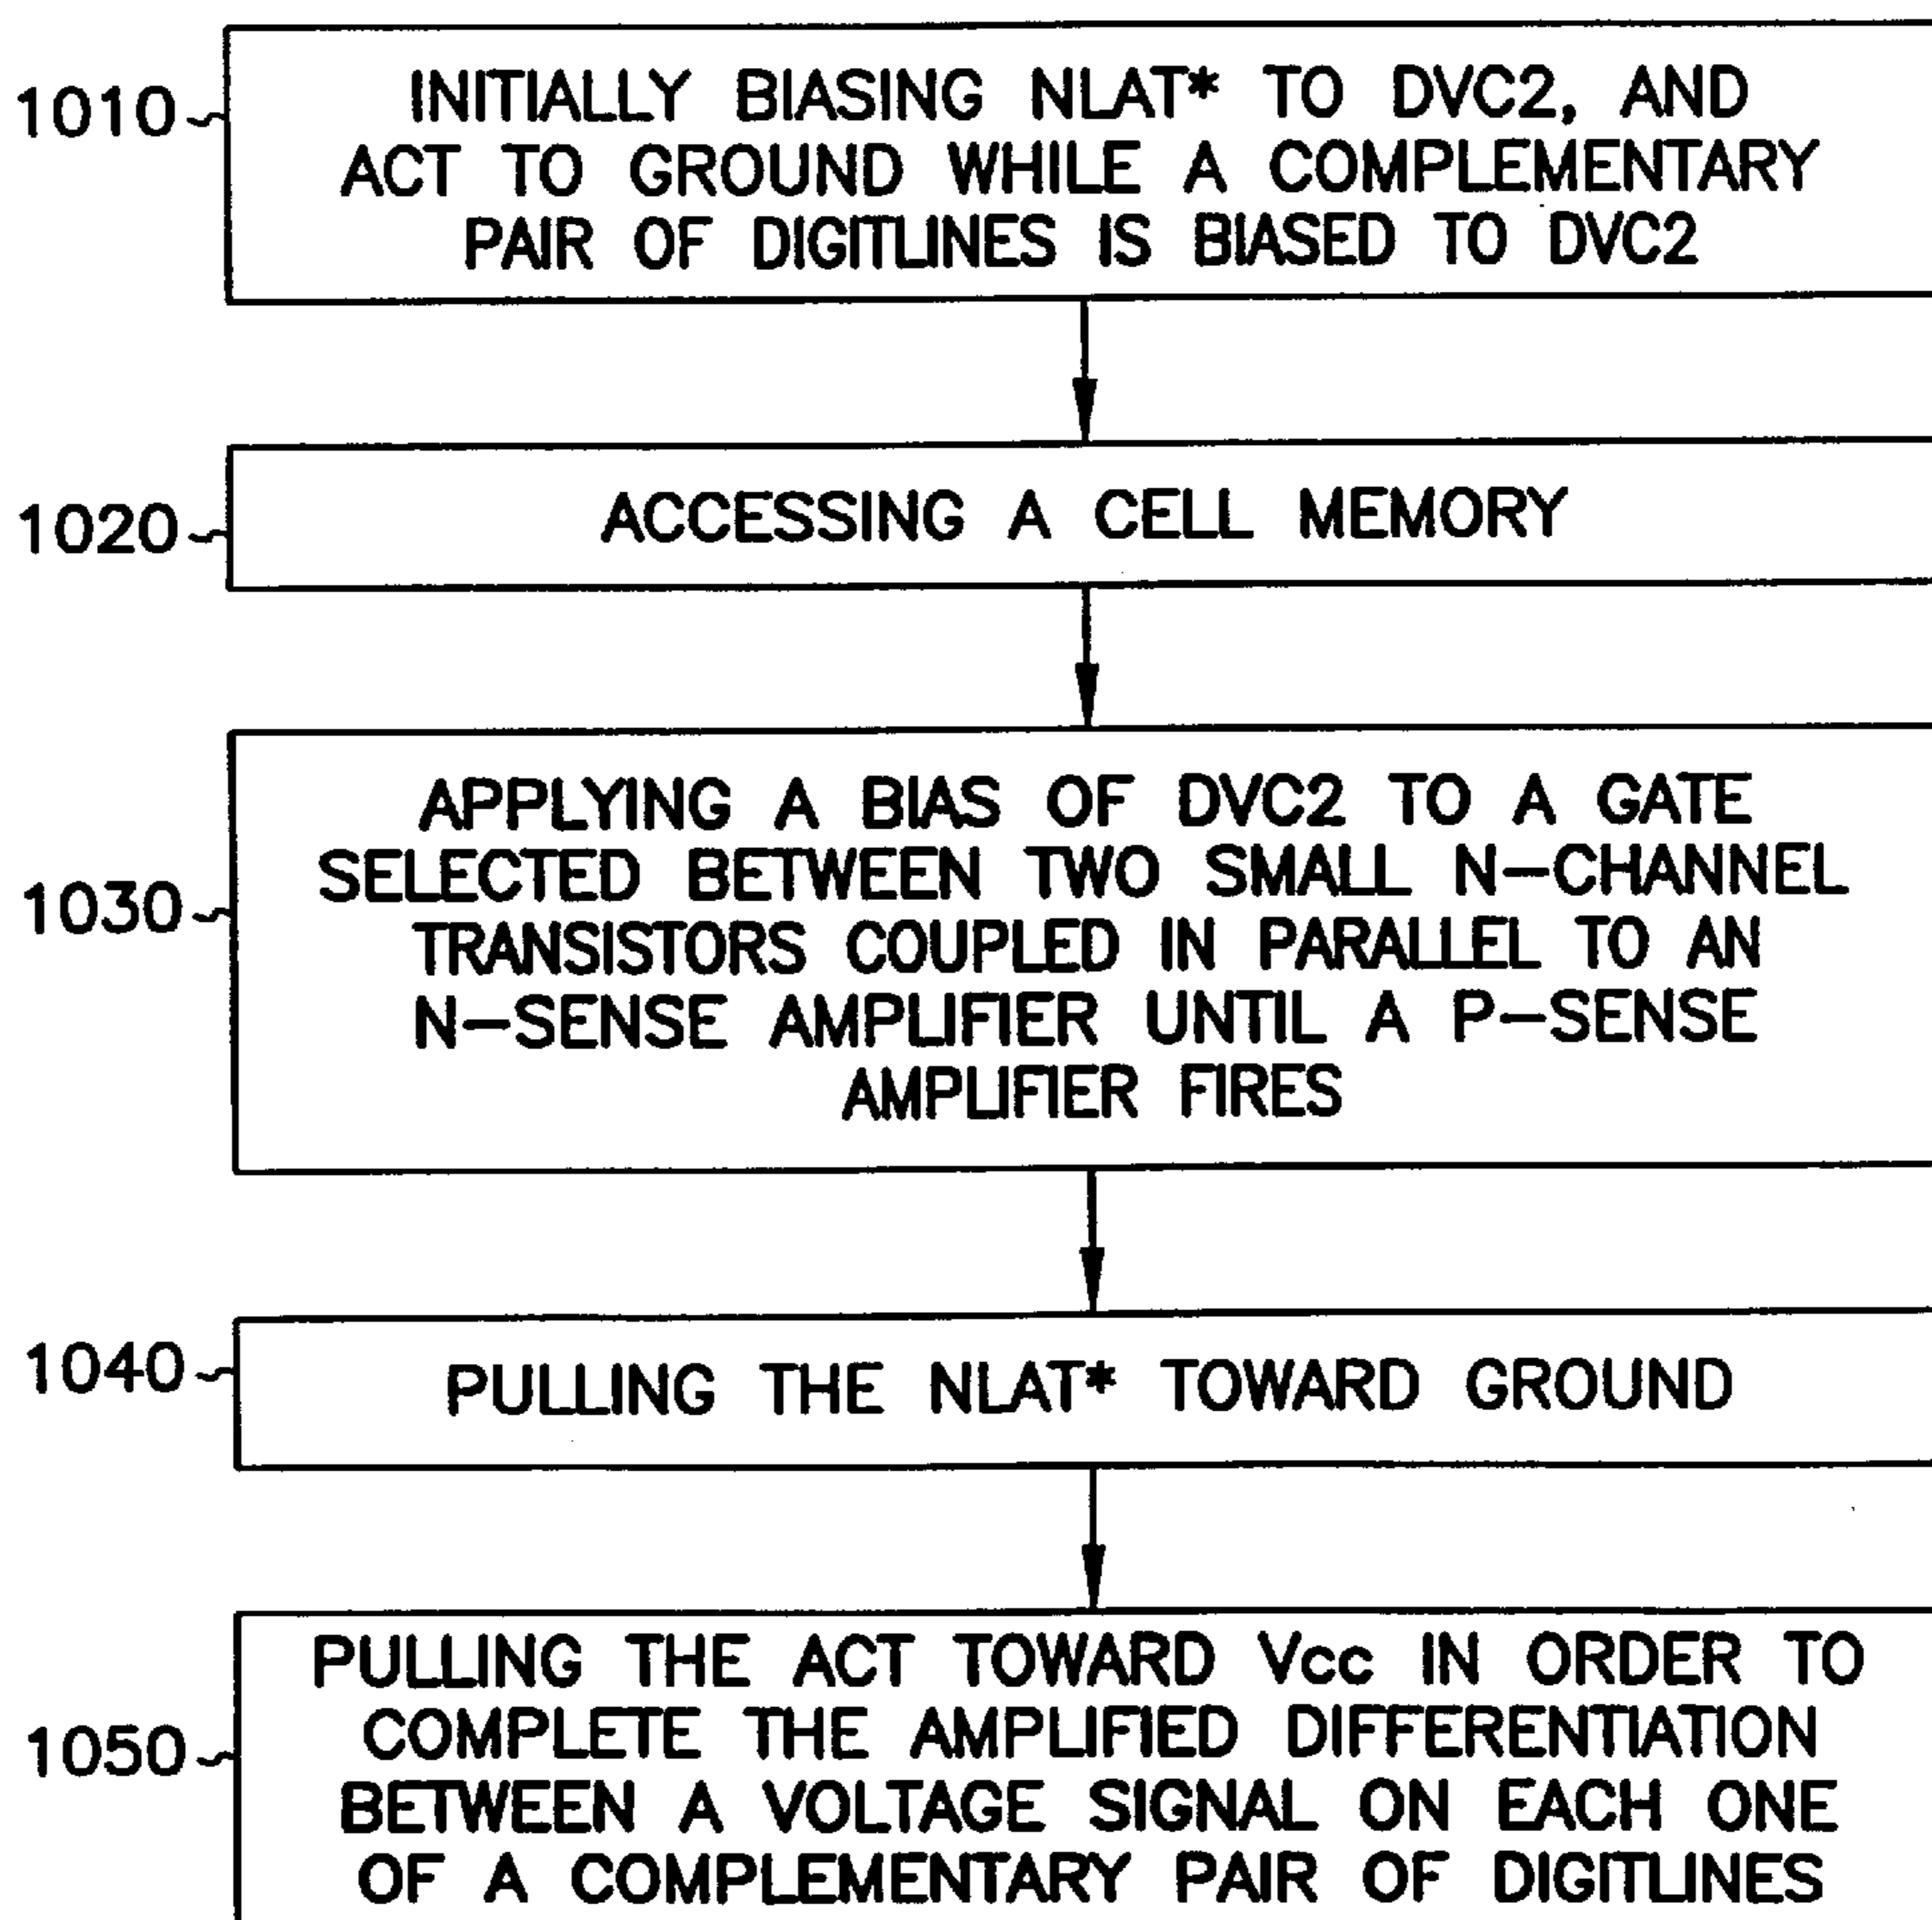 1010
INITIALLY BIASING NLAT* TO DVC2, AND
ACT TO GROUND WHILE A COMPLEMENTARY
PAIR OF DIGITLINES IS BIASED TO DVC2
1020
ACCESSING A CELL MEMORY
1030
APPLYING A BIAS OF DVC2 TO A GATE
SELECTED BETWEEN TWO SMALL N-CHANNEL
TRANSISTORS COUPLED IN PARALLEL TO AN
N-SENSE AMPLIFIER UNTIL A P-SENSE
AMPLIFIER FIRES
1040
PULLING THE NLAT* TOWARD GROUND
1050
PULLING THE ACT TOWARD Vcc IN ORDER TO
COMPLETE THE AMPLIFIED DIFFERENTIATION
BETWEEN A VOLTAGE SIGNAL ON EACH ONE
OF A COMPLEMENTARY PAIR OF DIGITLINES